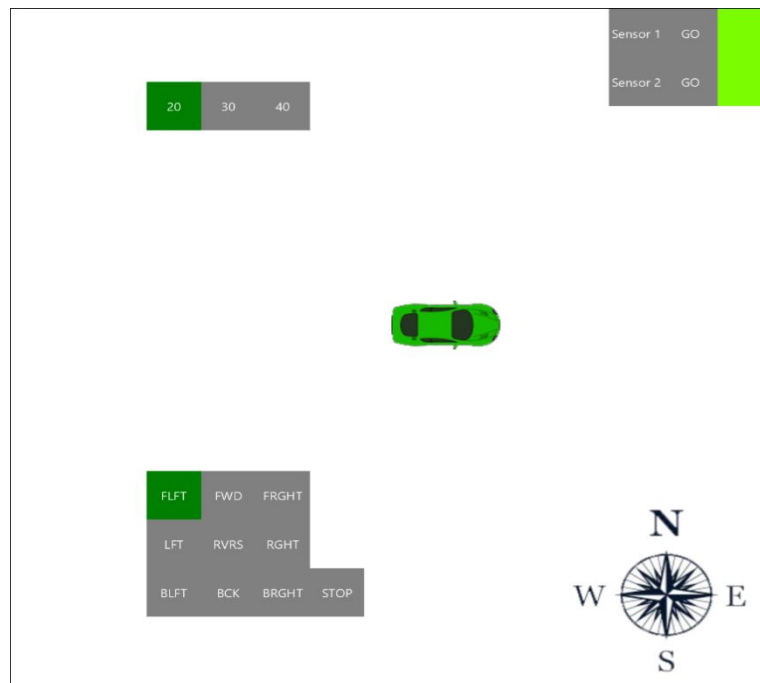 Sensor 1 GO
Sensor 2 GO
20 30 40
FLFT FWD FRGHT
LFT RVRS RGHT
BLFT BCK BRGHT STOP
N
W E
S